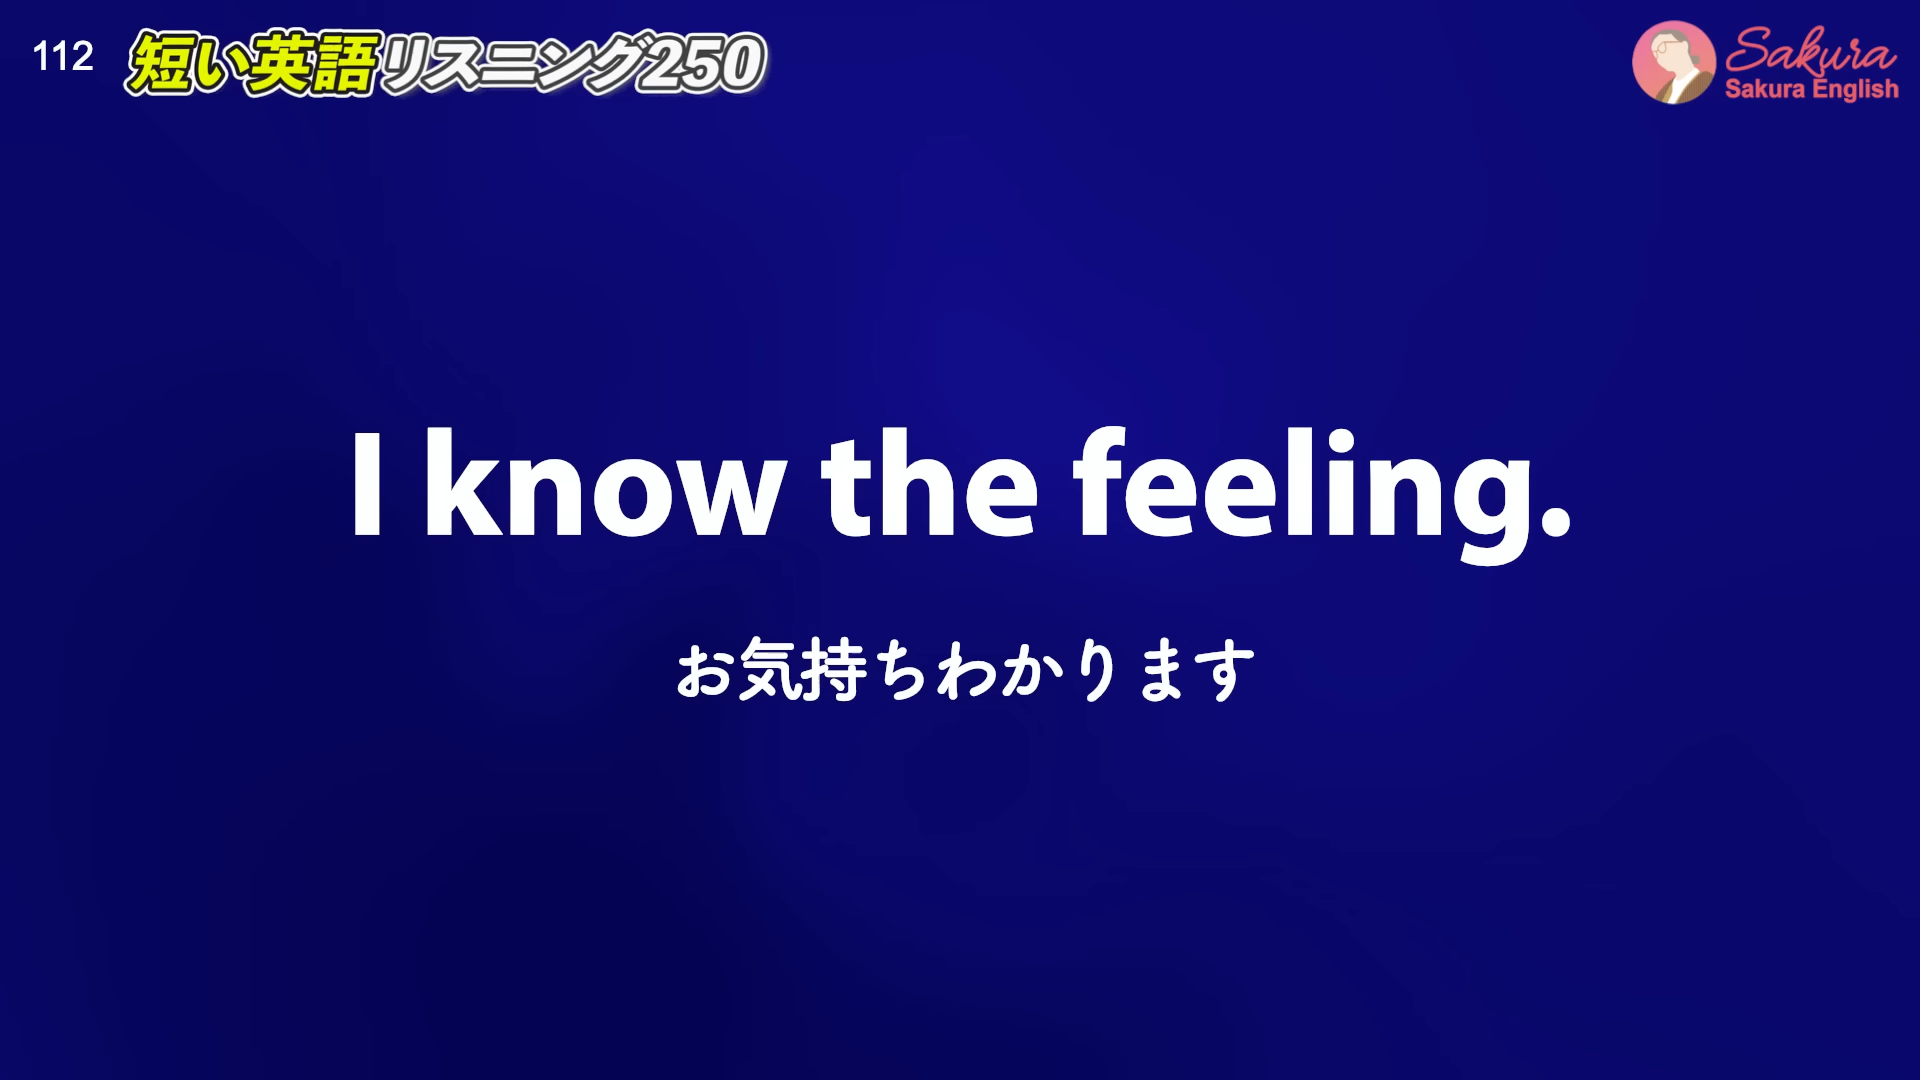 112 短い英語リスニング250
Sakura
Sakura English
I know the feeling.
お気持ちわかります